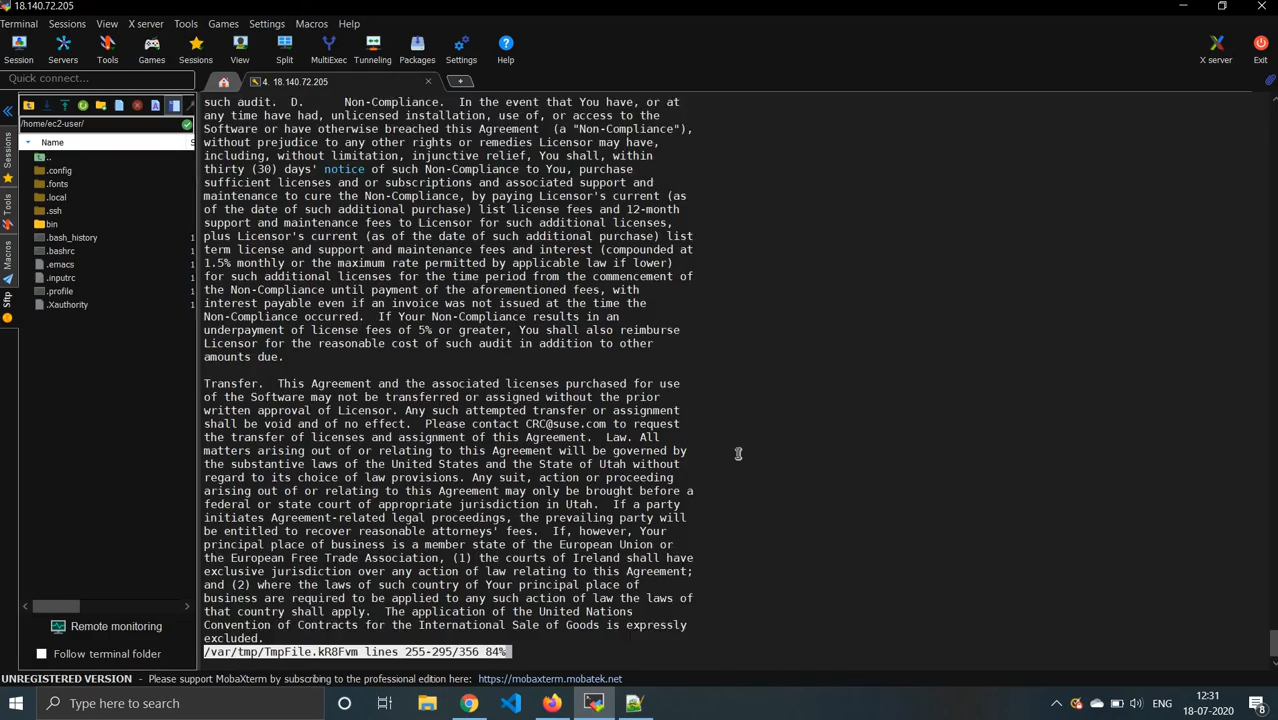 18.140.72.205
Terminal Sessions View X server Tools Games Settings Macros Help
Session Servers Tools Games Sessions View Split MultiExec Tunneling Packages Settings Help X server Exit
Quick connect...
4. 18.140.72.205
/home/ec2-user/
Name S
..
.config
.fonts
.local
.ssh
bin
.bash_history 1
.bashrc 1
.emacs 1
.inputrc 1
.profile 1
.Xauthority 1
Sessions
Tools
Macros
Sftp
Remote monitoring
Follow terminal folder
such audit.  D.      Non-Compliance.  In the event that You have, or at
any time have had, unlicensed installation, use of, or access to the
Software or have otherwise breached this Agreement  (a "Non-Compliance"),
without prejudice to any other rights or remedies Licensor may have,
including, without limitation, injunctive relief, You shall, within
thirty (30) days' notice of such Non-Compliance to You, purchase
sufficient licenses and or subscriptions and associated support and
maintenance to cure the Non-Compliance, by paying Licensor's current (as
of the date of such additional purchase) list license fees and 12-month
support and maintenance fees to Licensor for such additional licenses,
plus Licensor's current (as of the date of such additional purchase) list
term license and support and maintenance fees and interest (compounded at
1.5% monthly or the maximum rate permitted by applicable law if lower)
for such additional licenses for the time period from the commencement of
the Non-Compliance until payment of the aforementioned fees, with
interest payable even if an invoice was not issued at the time the
Non-Compliance occurred.  If Your Non-Compliance results in an
underpayment of license fees of 5% or greater, You shall also reimburse
Licensor for the reasonable cost of such audit in addition to other
amounts due.
Transfer.  This Agreement and the associated licenses purchased for use
of the Software may not be transferred or assigned without the prior
written approval of Licensor. Any such attempted transfer or assignment
shall be void and of no effect.  Please contact CRC@suse.com to request
the transfer of licenses and assignment of this Agreement.  Law. All
matters arising out of or relating to this Agreement will be governed by
the substantive laws of the United States and the State of Utah without
regard to its choice of law provisions. Any suit, action or proceeding
arising out of or relating to this Agreement may only be brought before a
federal or state court of appropriate jurisdiction in Utah.  If a party
initiates Agreement-related legal proceedings, the prevailing party will
be entitled to recover reasonable attorneys' fees.  If, however, Your
principal place of business is a member state of the European Union or
the European Free Trade Association, (1) the courts of Ireland shall have
exclusive jurisdiction over any action of law relating to this Agreement;
and (2) where the laws of such country of Your principal place of
business are required to be applied to any such action of law the laws of
that country shall apply.  The application of the United Nations
Convention of Contracts for the International Sale of Goods is expressly
excluded.
/var/tmp/TmpFile.kR8Fvm lines 255-295/356 84%
UNREGISTERED VERSION - Please support MobaXterm by subscribing to the professional edition here: https://mobaxterm.mobatek.net
Type here to search
ENG
12:31
18-07-2020
8